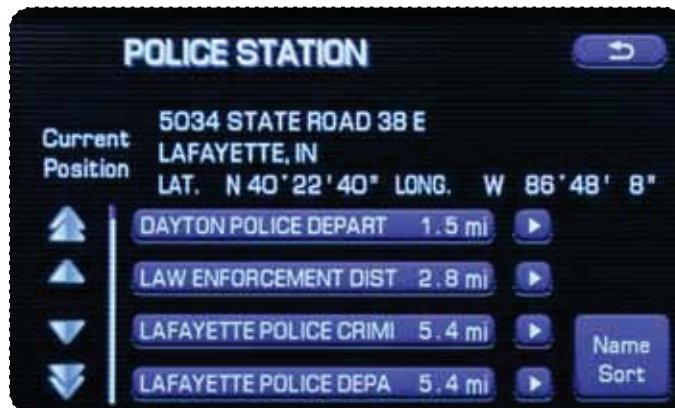 POLICE STATION
Current Position
5034 STATE ROAD 38 E
LAFAYETTE, IN
LAT. N 40°22'40" LONG. W 86°48' 8"
DAYTON POLICE DEPART 1.5 mi
LAW ENFORCEMENT DIST 2.8 mi
LAFAYETTE POLICE CRIMI 5.4 mi
LAFAYETTE POLICE DEPA 5.4 mi
Name
Sort